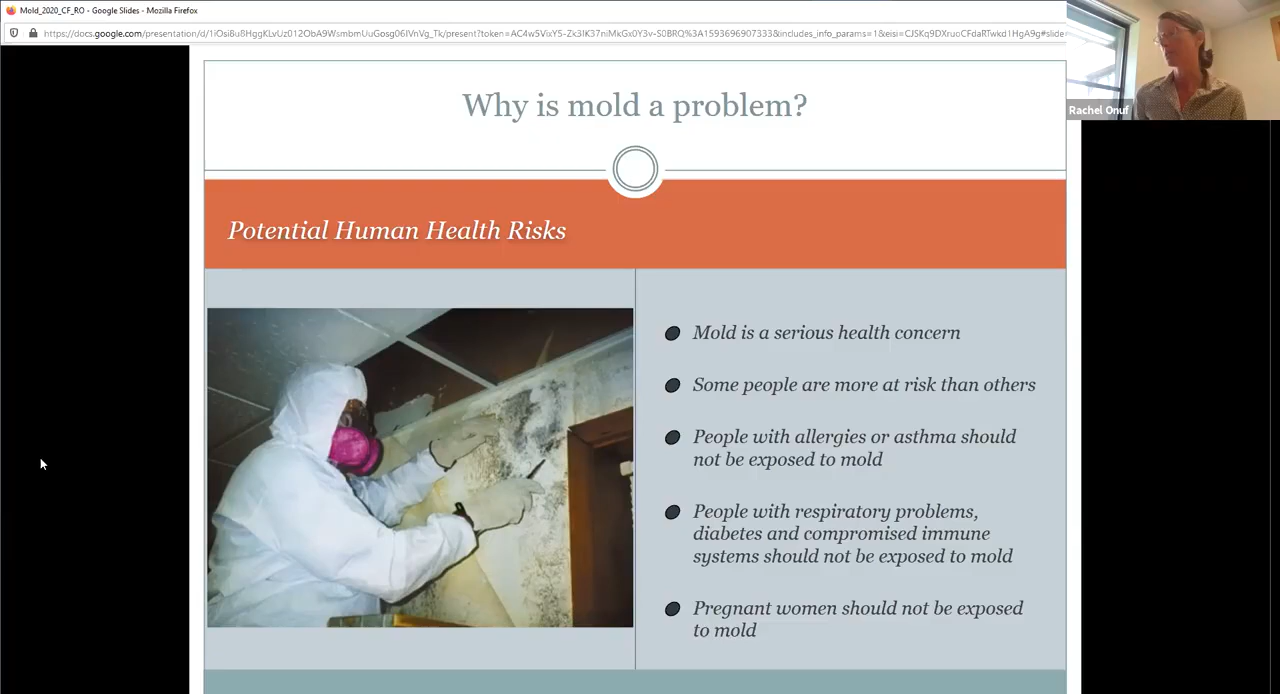 Mold_2020_CF_RO - Google Slides - Mozilla Firefox
Rachel Onuf
Why is mold a problem?
Potential Human Health Risks
Mold is a serious health concern
Some people are more at risk than others
People with allergies or asthma should
not be exposed to mold
People with respiratory problems,
diabetes and compromised immune
systems should not be exposed to mold
Pregnant women should not be exposed
to mold